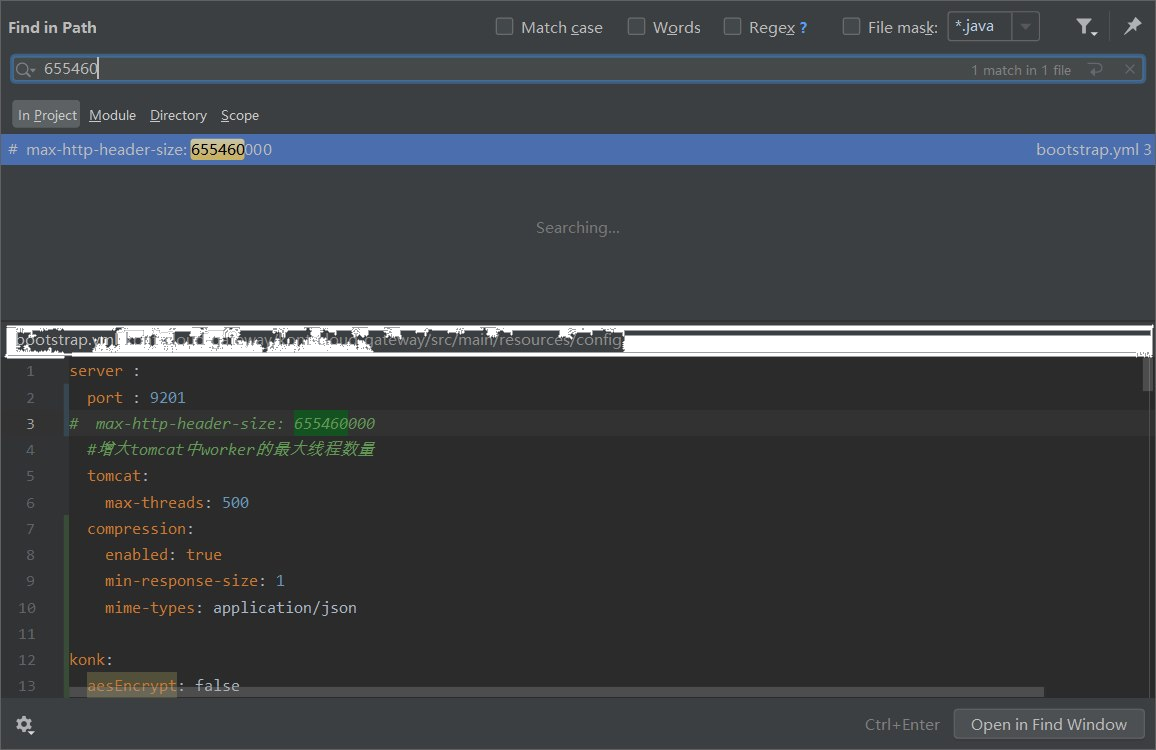 Find in Path
Match case
Words
Regex ?
File mask:
*.java
655460
1 match in 1 file
In Project
Module
Directory
Scope
# max-http-header-size: 655460000
bootstrap.yml 3
Searching...
bootstrap.yml
gateway/src/main/resources/config
1 server :
2 port : 9201
3 # max-http-header-size: 655460000
4 #增大tomcat中worker的最大线程数量
5 tomcat:
6 max-threads: 500
7 compression:
8 enabled: true
9 min-response-size: 1
10 mime-types: application/json
11
12 konk:
13 aesEncrypt: false
Ctrl+Enter
Open in Find Window